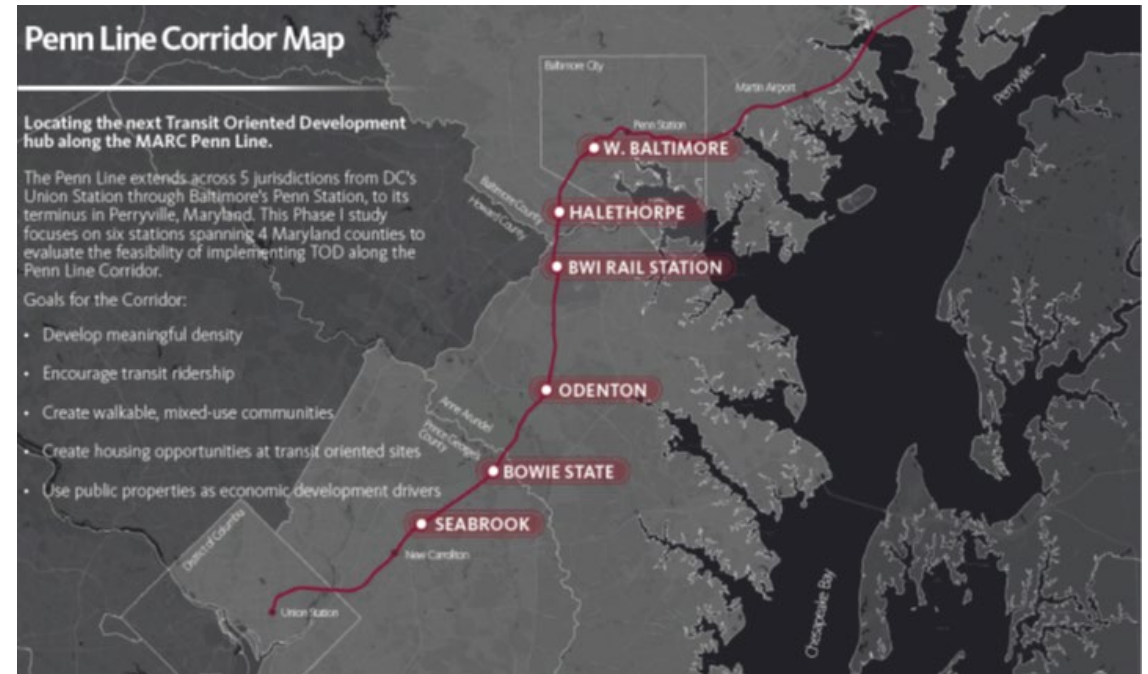 Penn Line Corridor Map
Locating the next Transit Oriented Development
hub along the MARC Penn Line.
The Penn Line extends across 5 jurisdictions from DC's
Union Station through Baltimore's Penn Station, to its
terminus in Perryville, Maryland. This Phase I study
focuses on six stations spanning 4 Maryland counties to
evaluate the feasibility of implementing TOD along the
Penn Line Corridor.
Goals for the Corridor:
• Develop meaningful density
• Encourage transit ridership
• Create walkable, mixed-use communities
• Create housing opportunities at transit oriented sites
• Use public properties as economic development drivers
Baltimore City
Martin Airport
Perryville →
Penn Station
W. BALTIMORE
Baltimore County
Howard County
HALETHORPE
BWI RAIL STATION
ODENTON
Anne Arundel
Prince George's
County
BOWIE STATE
SEABROOK
New Carrollton
District of Columbia
Union Station
Chesapeake Bay